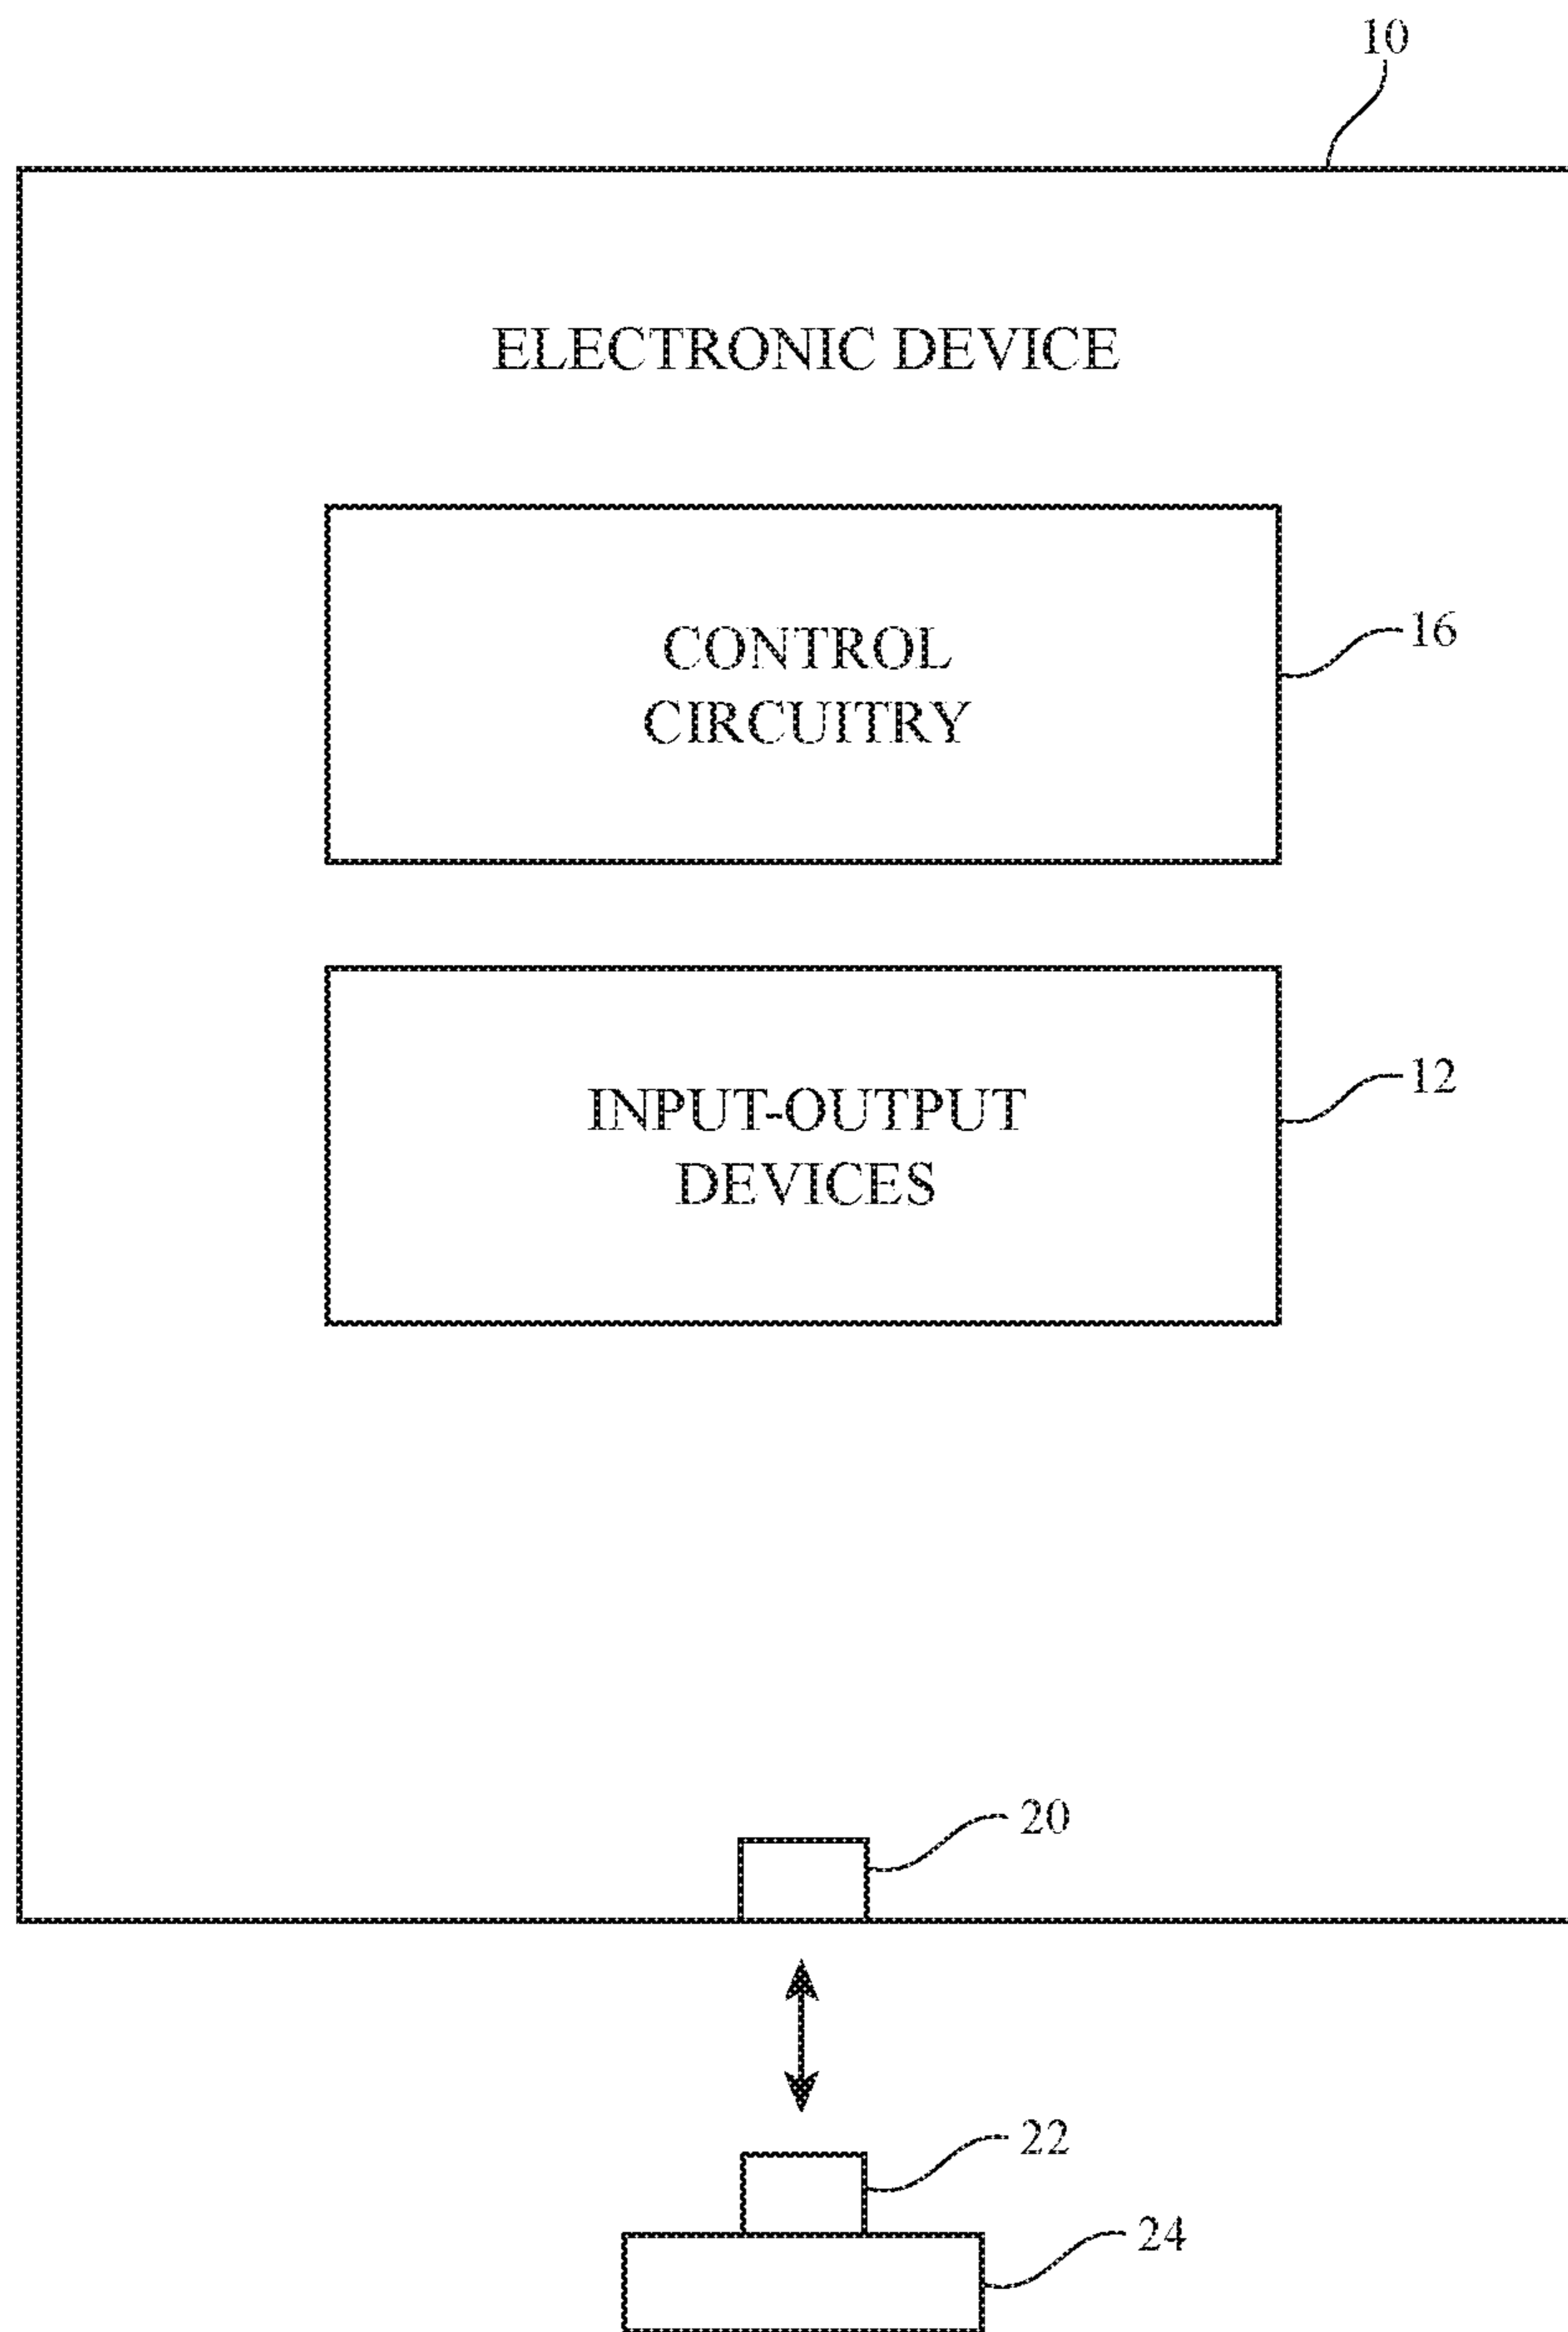 10
ELECTRONIC DEVICE
CONTROL
CIRCUITRY
16
INPUT-OUTPUT
DEVICES
12
20
22
24